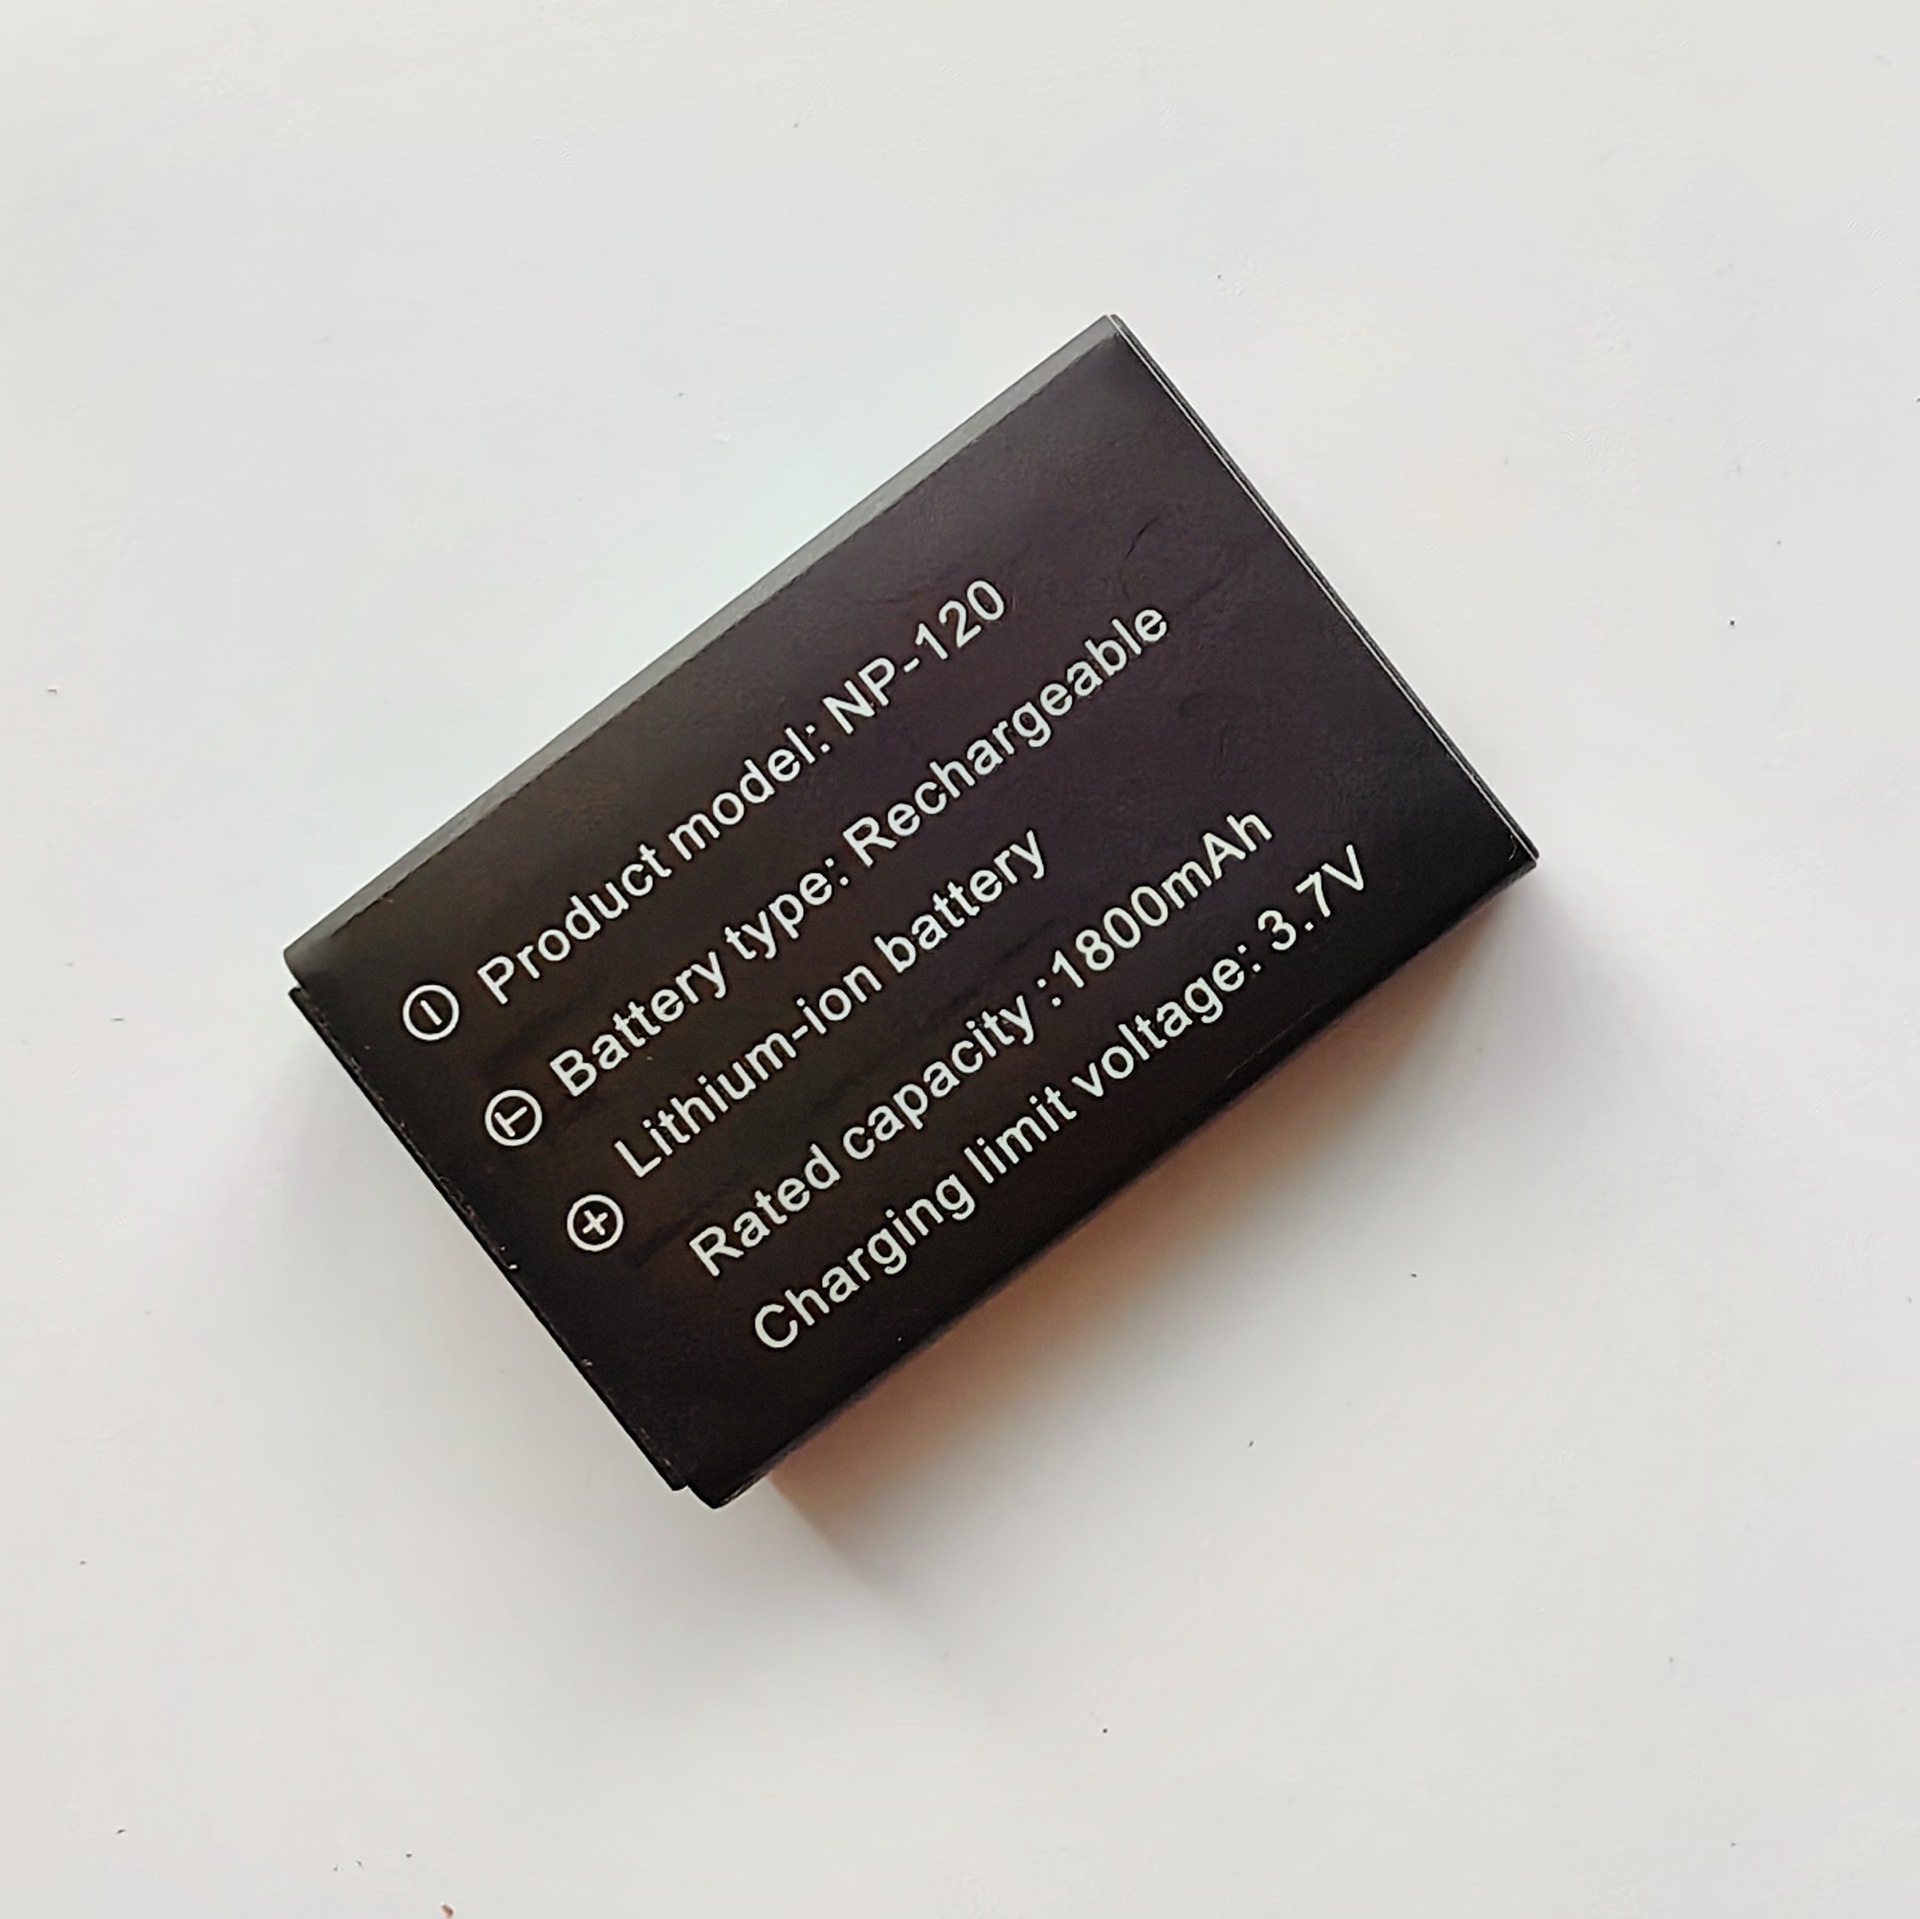 Product model: NP-120
Battery type: Rechargeable
Lithium-ion battery
Rated capacity :1800mAh
Charging limit voltage: 3.7V
-
T
+